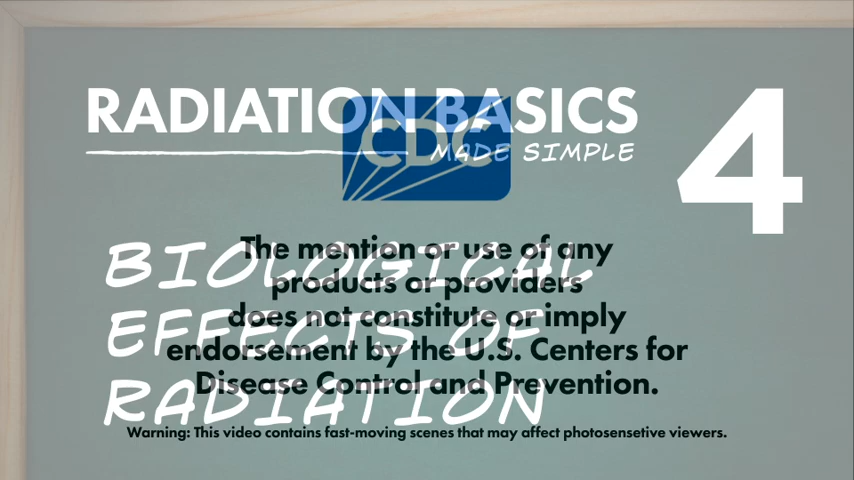 RADIATION BASICS
MADE SIMPLE
4
CDC
BIOLOGICAL
EFFECTS OF
RADIATION
The mention or use of any
products or providers
does not constitute or imply
endorsement by the U.S. Centers for
Disease Control and Prevention.
Warning: This video contains fast-moving scenes that may affect photosensetive viewers.